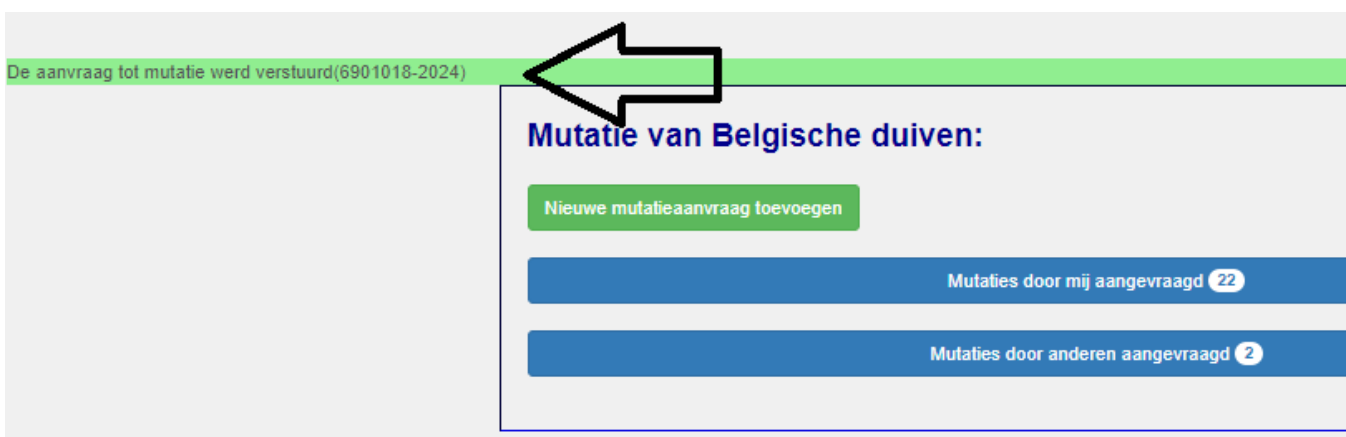 De aanvraag tot mutatie werd verstuurd(6901018-2024)
Mutatie van Belgische duiven:
Nieuwe mutatieaanvraag toevoegen
Mutaties door mij aangevraagd 22
Mutaties door anderen aangevraagd 2